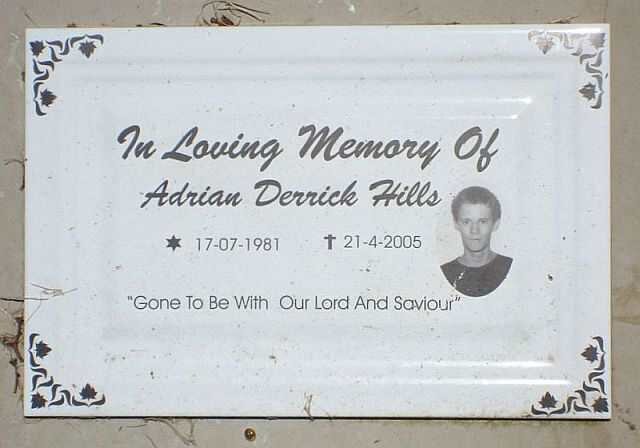 In Loving Memory Of
Adrian Derrick Hills
✶ 17-07-1981 ✝ 21-4-2005
"Gone To Be With Our Lord And Saviour"